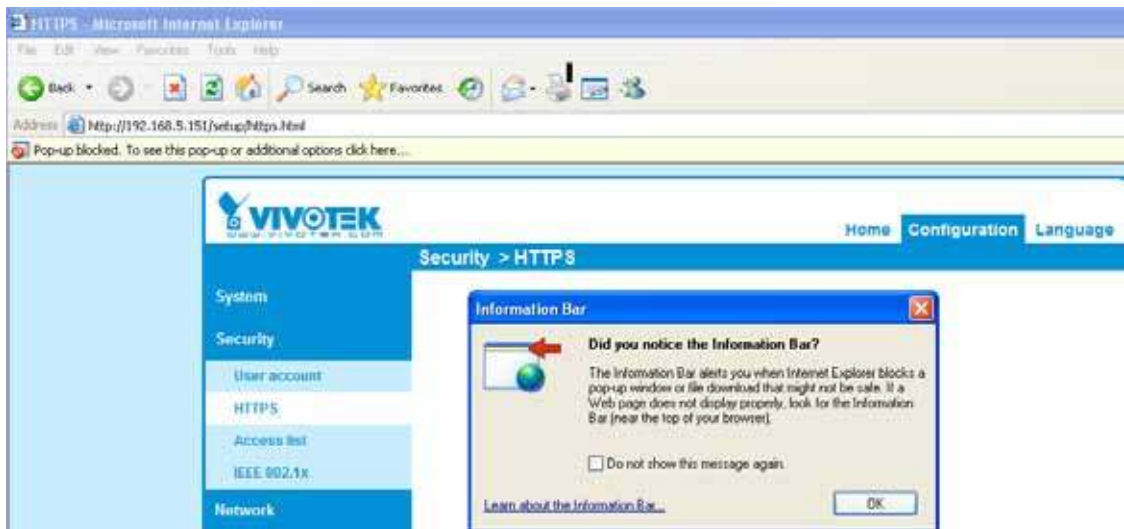 HTTPS - Microsoft Internet Explorer
File Edit View Favorites Tools Help
Back Search Favorites
Address http://192.168.5.151/setup/https.html
Pop-up blocked. To see this pop-up or additional options click here...
VIVOTEK
www.vivotek.com
Home Configuration Language
Security > HTTPS
System
Security
User account
HTTPS
Access list
IEEE 802.1x
Network
Information Bar
Did you notice the Information Bar?
The Information Bar alerts you when Internet Explorer blocks a
pop-up window or file download that might not be safe. If a
Web page does not display properly, look for the Information
Bar (near the top of your browser).
Do not show this message again.
Learn about the Information Bar...
OK